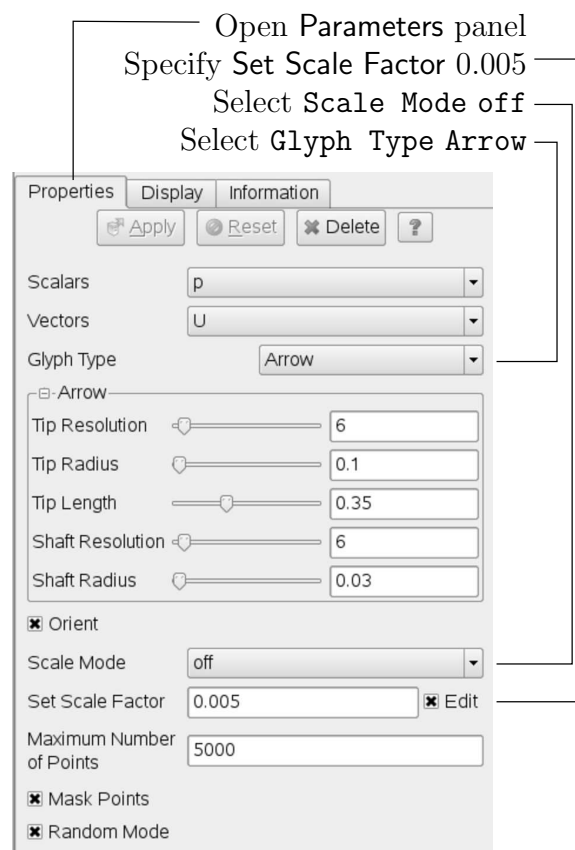 Open Parameters panel
Specify Set Scale Factor 0.005
Select Scale Mode off
Select Glyph Type Arrow
Properties Display Information
Apply Reset Delete ?
Scalars p
Vectors U
Glyph Type Arrow
Arrow
Tip Resolution 6
Tip Radius 0.1
Tip Length 0.35
Shaft Resolution 6
Shaft Radius 0.03
Orient
Scale Mode off
Set Scale Factor 0.005 Edit
Maximum Number
of Points 5000
Mask Points
Random Mode